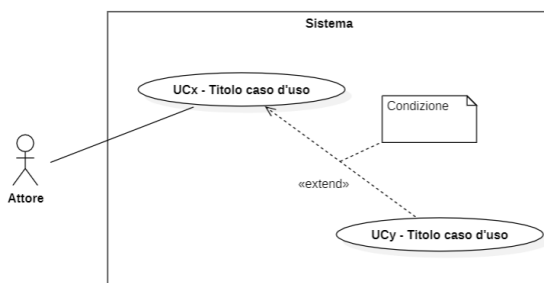 Sistema
UCx - Titolo caso d'uso
Condizione
Attore
«extend»
UCy - Titolo caso d'uso